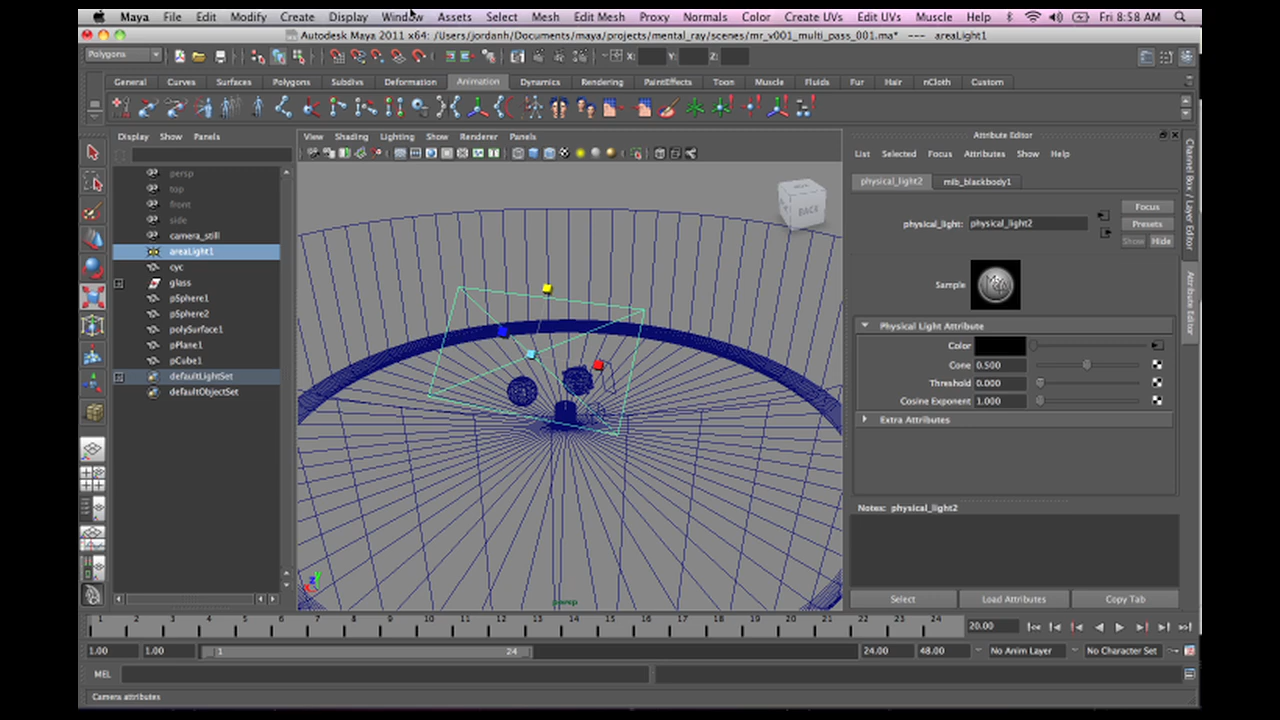 Maya File Edit Modify Create Display Window Assets Select Mesh Edit Mesh Proxy Normals Color Create UVs Edit UVs Muscle Help Fri 8:58 AM
Autodesk Maya 2011 x64: /Users/jordanh/Documents/maya/projects/mental_ray/scenes/mr_v001_multi_pass_001.ma* --- areaLight1
Polygons X: Y: Z:
General Curves Surfaces Polygons Subdivs Deformation Animation Dynamics Rendering PaintEffects Toon Muscle Fluids Fur Hair nCloth Custom
Display Show Panels
View Shading Lighting Show Renderer Panels
Attribute Editor
List Selected Focus Attributes Show Help
persp
top
front
side
camera_still
areaLight1
cyc
glass
pSphere1
pSphere2
polySurface1
pPlane1
pCube1
defaultLightSet
defaultObjectSet
BACK
persp
physical_light2 mib_blackbody1
Focus
physical_light: physical_light2 Presets
Show Hide
Sample
Physical Light Attribute
Color
Cone 0.500
Threshold 0.000
Cosine Exponent 1.000
Extra Attributes
Notes: physical_light2
Select Load Attributes Copy Tab
Channel Box / Layer Editor
Attribute Editor
1 2 3 4 5 6 7 8 9 10 11 12 13 14 15 16 17 18 19 20 21 22 23 24 20.00
1.00 1.00 1 24 24.00 48.00 No Anim Layer No Character Set
MEL
Camera attributes